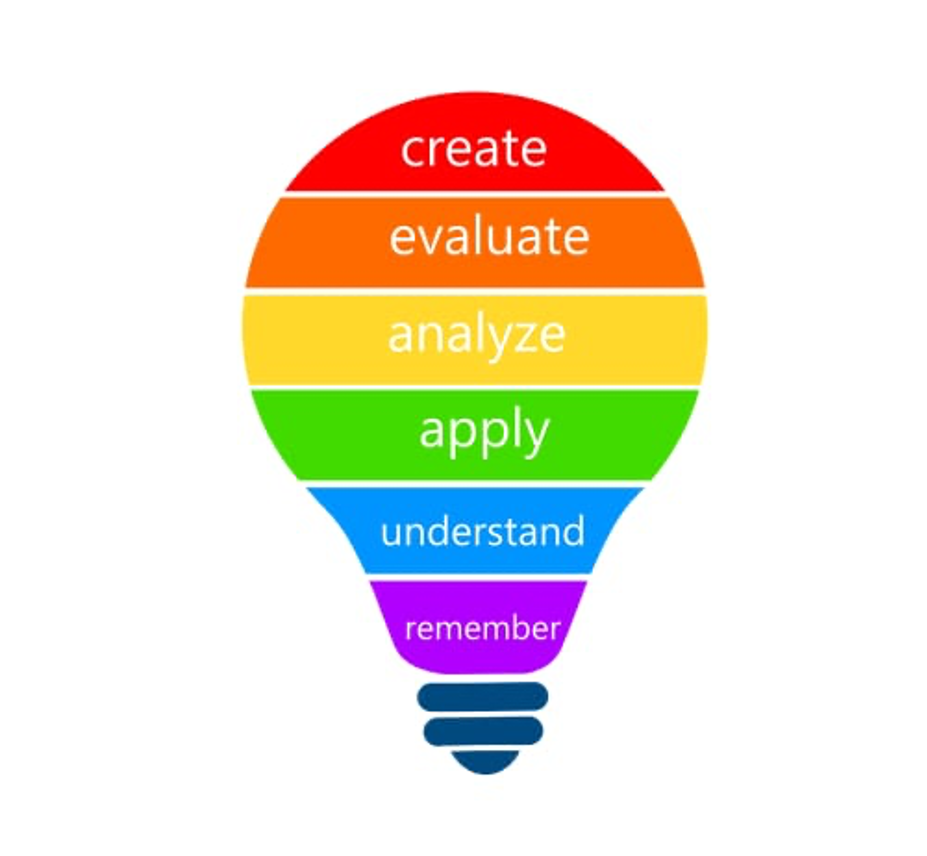 create
evaluate
analyze
apply
understand
remember